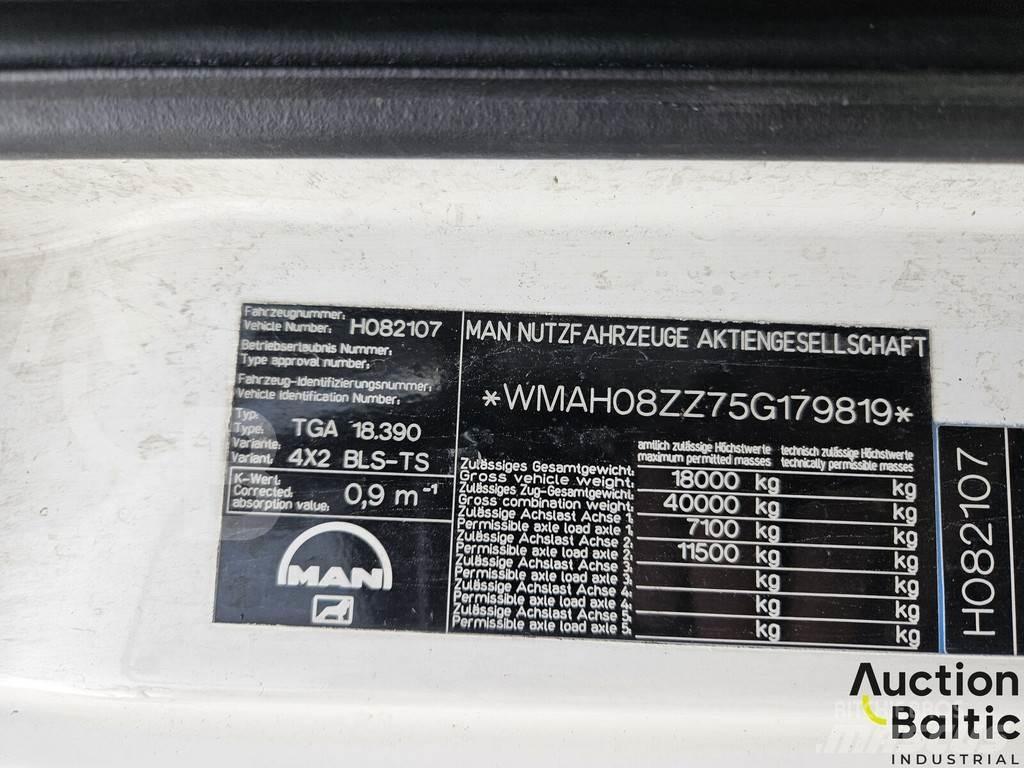 Fahrzeugnummer:
Vehicle Number: H082107
Betriebserlaubnis Nummer:
Type approval number:
Fahrzeug-Identifizierungsnummer:
Vehicle Identification Number:
Typ:
Type: TGA 18.390
Variante:
Variant: 4X2 BLS-TS
K-Wert:
Corrected
absorption value: 0,9 m⁻¹
MAN
MAN NUTZFAHRZEUGE AKTIENGESELLSCHAFT
*WMAH08ZZ75G179819*
amtlich zulässige Höchstwerte technisch zulässige Höchstwerte
maximum permitted masses technically permissible masses
Zulässiges Gesamtgewicht:
Gross vehicle weight: 18000 kg kg
Zulässiges Zug-Gesamtgewicht:
Gross combination weight: 40000 kg kg
Zulässige Achslast Achse 1:
Permissible axle load axle 1: 7100 kg kg
Zulässige Achslast Achse 2:
Permissible axle load axle 2: 11500 kg kg
Zulässige Achslast Achse 3:
Permissible axle load axle 3: kg kg
Zulässige Achslast Achse 4:
Permissible axle load axle 4: kg kg
Zulässige Achslast Achse 5:
Permissible axle load axle 5: kg kg
H082107
Auction
Baltic
INDUSTRIAL